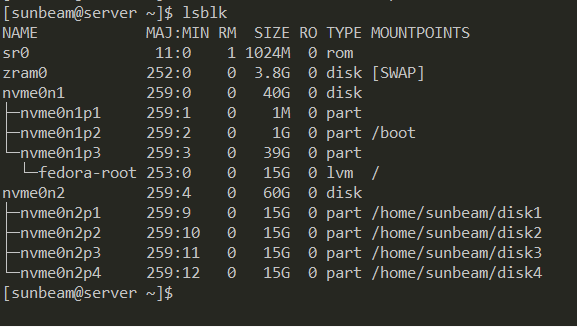 [sunbeam@server ~]$ lsblk
NAME            MAJ:MIN RM  SIZE RO TYPE MOUNTPOINTS
sr0              11:0    1 1024M  0 rom
zram0           252:0    0  3.8G  0 disk [SWAP]
nvme0n1         259:0    0   40G  0 disk
├─nvme0n1p1     259:1    0    1M  0 part
├─nvme0n1p2     259:2    0    1G  0 part /boot
└─nvme0n1p3     259:3    0   39G  0 part
  └─fedora-root 253:0    0   15G  0 lvm  /
nvme0n2         259:4    0   60G  0 disk
├─nvme0n2p1     259:9    0   15G  0 part /home/sunbeam/disk1
├─nvme0n2p2     259:10   0   15G  0 part /home/sunbeam/disk2
├─nvme0n2p3     259:11   0   15G  0 part /home/sunbeam/disk3
└─nvme0n2p4     259:12   0   15G  0 part /home/sunbeam/disk4
[sunbeam@server ~]$